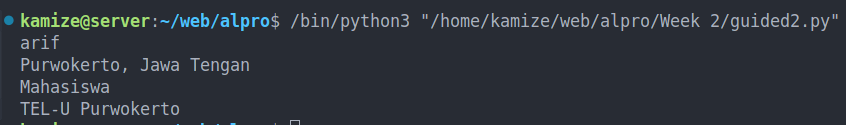 kamize@server:~/web/alpro$ /bin/python3 "/home/kamize/web/alpro/Week 2/guided2.py"
arif
Purwokerto, Jawa Tengan
Mahasiswa
TEL-U Purwokerto